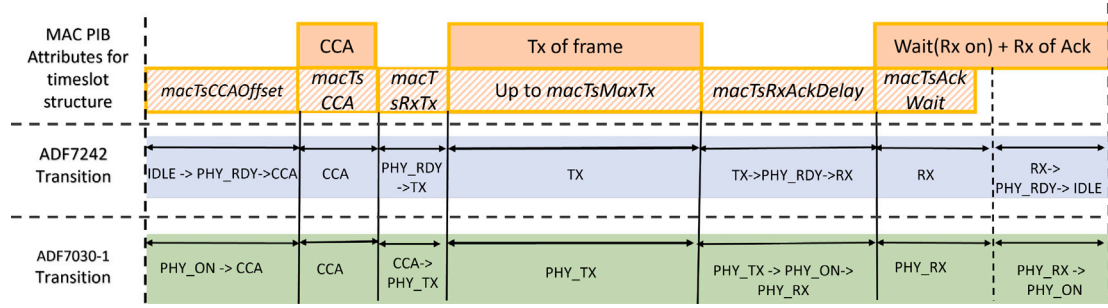 MAC PIB
Attributes for
timeslot
structure
CCA
Tx of frame
Wait(Rx on) + Rx of Ack
macTsCCAOffset
macTs
CCA
macT
sRxTx
Up to macTsMaxTx
macTsRxAckDelay
macTsAck
Wait
ADF7242
Transition
IDLE -> PHY_RDY->CCA
CCA
PHY_RDY
->TX
TX
TX->PHY_RDY->RX
RX
RX->
PHY_RDY-> IDLE
ADF7030-1
Transition
PHY_ON -> CCA
CCA
CCA->
PHY_TX
PHY_TX
PHY_TX -> PHY_ON->
PHY_RX
PHY_RX
PHY_RX ->
PHY_ON